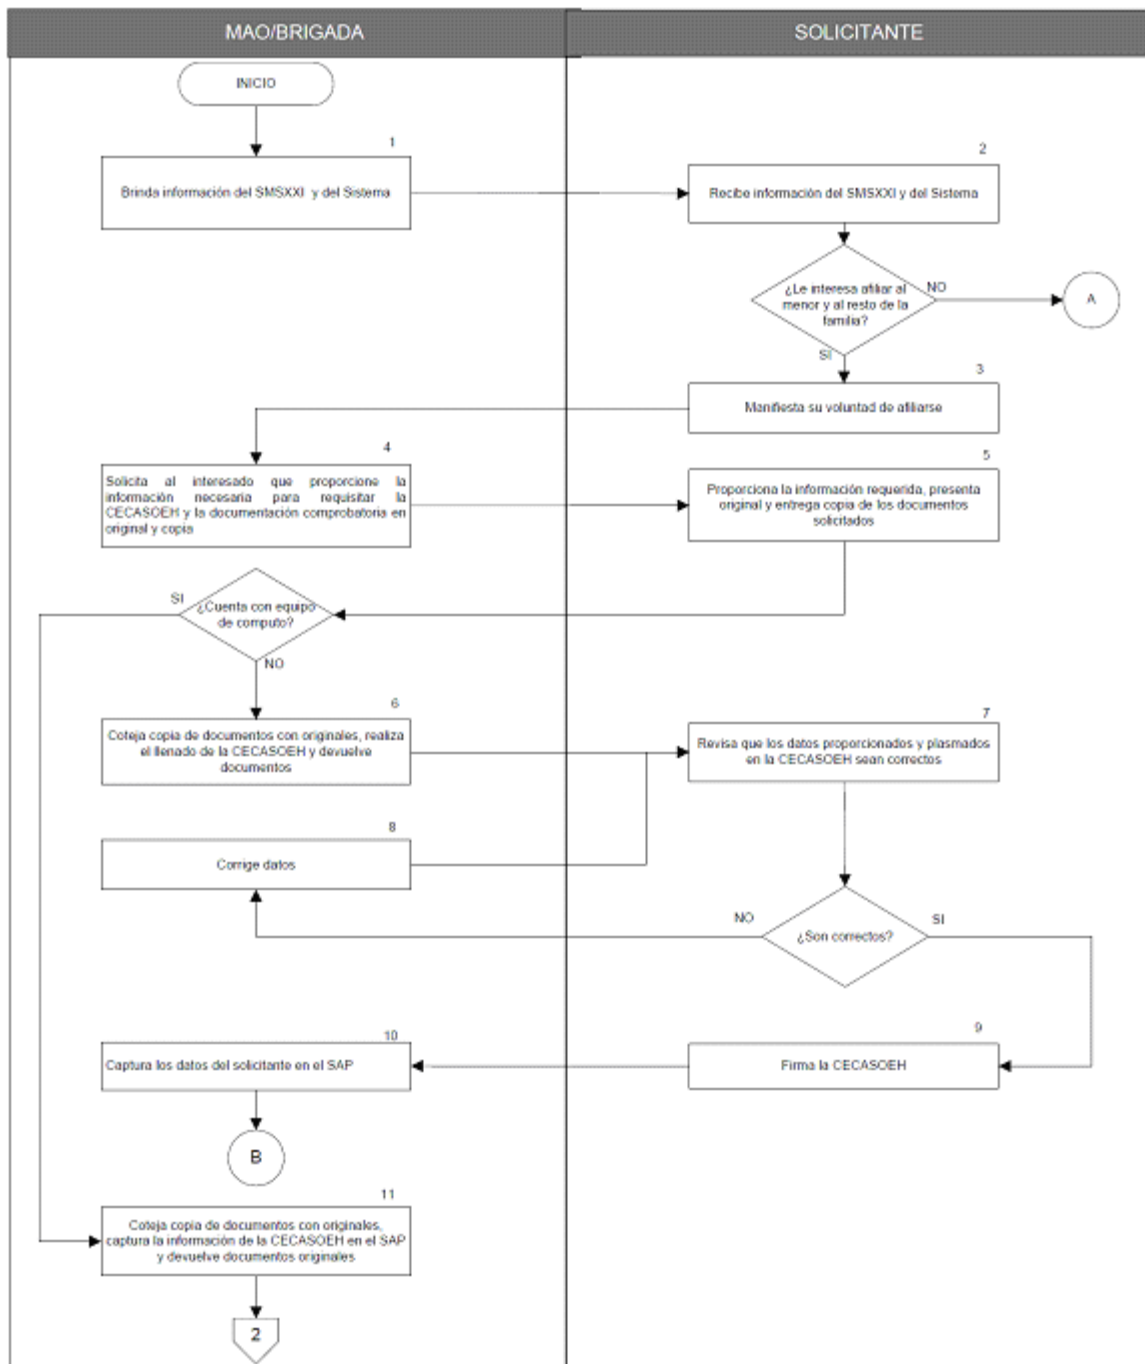 MAO/BRIGADA
SOLICITANTE
INICIO
1
Brinda información del SMSXXI y del Sistema
2
Recibe información del SMSXXI y del Sistema
¿Le interesa afiliar al
menor y al resto de la
familia?
NO
A
SI
3
Manifiesta su voluntad de afiliarse
4
Solicita al interesado que proporcione la
información necesaria para requisitar la
CECASOEH y la documentación comprobatoria en
original y copia
5
Proporciona la información requerida, presenta
original y entrega copia de los documentos
solicitados
SI
¿Cuenta con equipo
de computo?
NO
6
Coteja copia de documentos con originales, realiza
el llenado de la CECASOEH y devuelve
documentos
7
Revisa que los datos proporcionados y plasmados
en la CECASOEH sean correctos
8
Corrige datos
NO
¿Son correctos?
SI
9
Firma la CECASOEH
10
Captura los datos del solicitante en el SAP
B
11
Coteja copia de documentos con originales,
captura la información de la CECASOEH en el SAP
y devuelve documentos originales
2